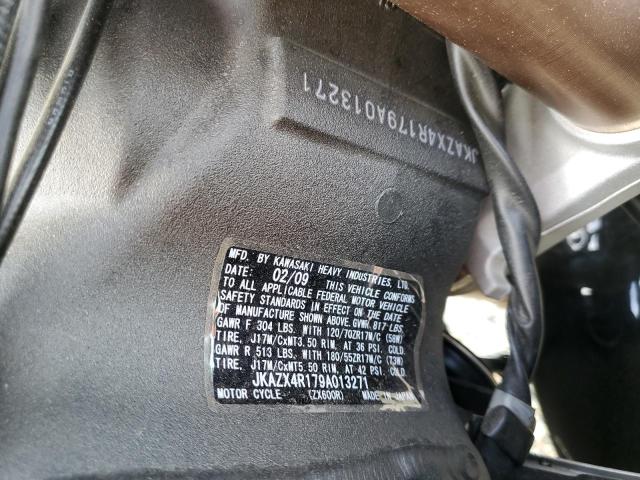 JKAZX4R179A013271
MFD. BY KAWASAKI HEAVY INDUSTRIES, LTD.
DATE: 02/09 THIS VEHICLE CONFORMS
TO ALL APPLICABLE FEDERAL MOTOR VEHICLE
SAFETY STANDARDS IN EFFECT ON THE DATE
OF MANUFACTURE SHOWN ABOVE. GVWR 817 LBS.
GAWR F 304 LBS. WITH 120/70ZR17M/C (58W)
TIRE, J17M/CxMT3.50 RIM, AT 36 PSI. COLD.
GAWR R 513 LBS. WITH 180/55ZR17M/C (73W)
TIRE, J17M/CxMT5.50 RIM, AT 42 PSI. COLD.
JKAZX4R179A013271
MOTOR CYCLE. (ZX600R) MADE IN JAPAN